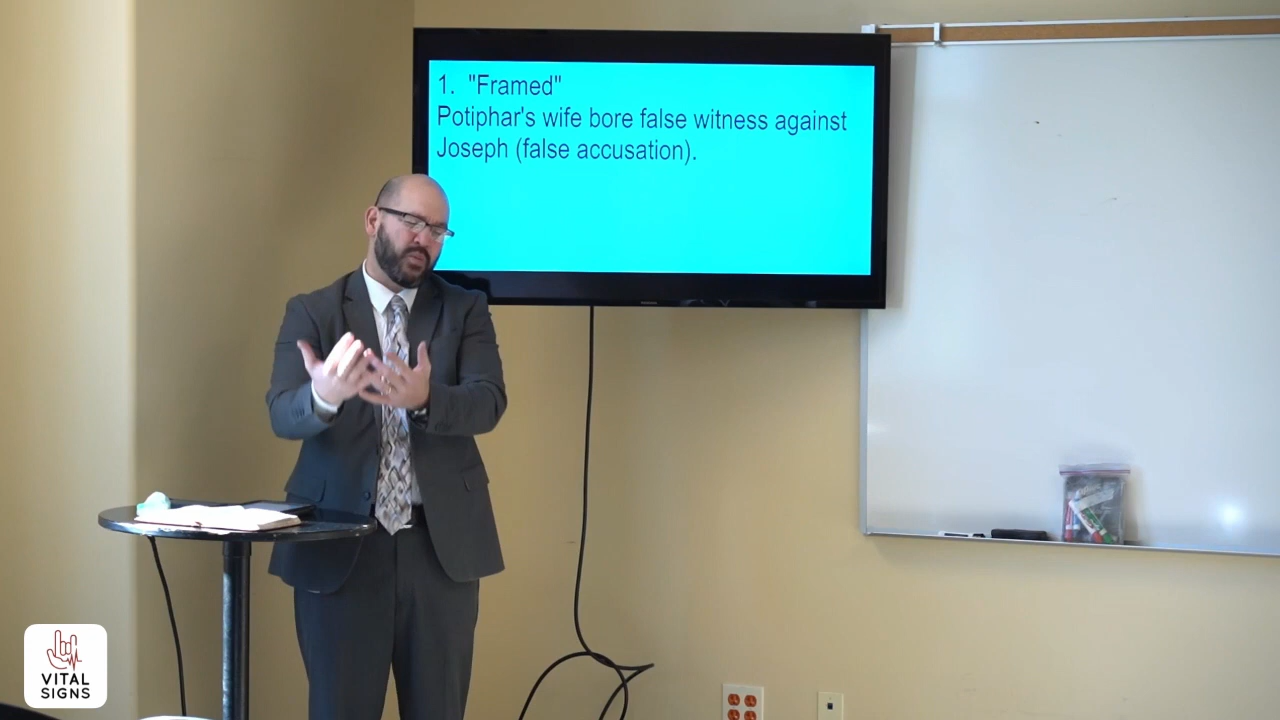 1.  "Framed"
Potiphar's wife bore false witness against
Joseph (false accusation).
VITAL
SIGNS